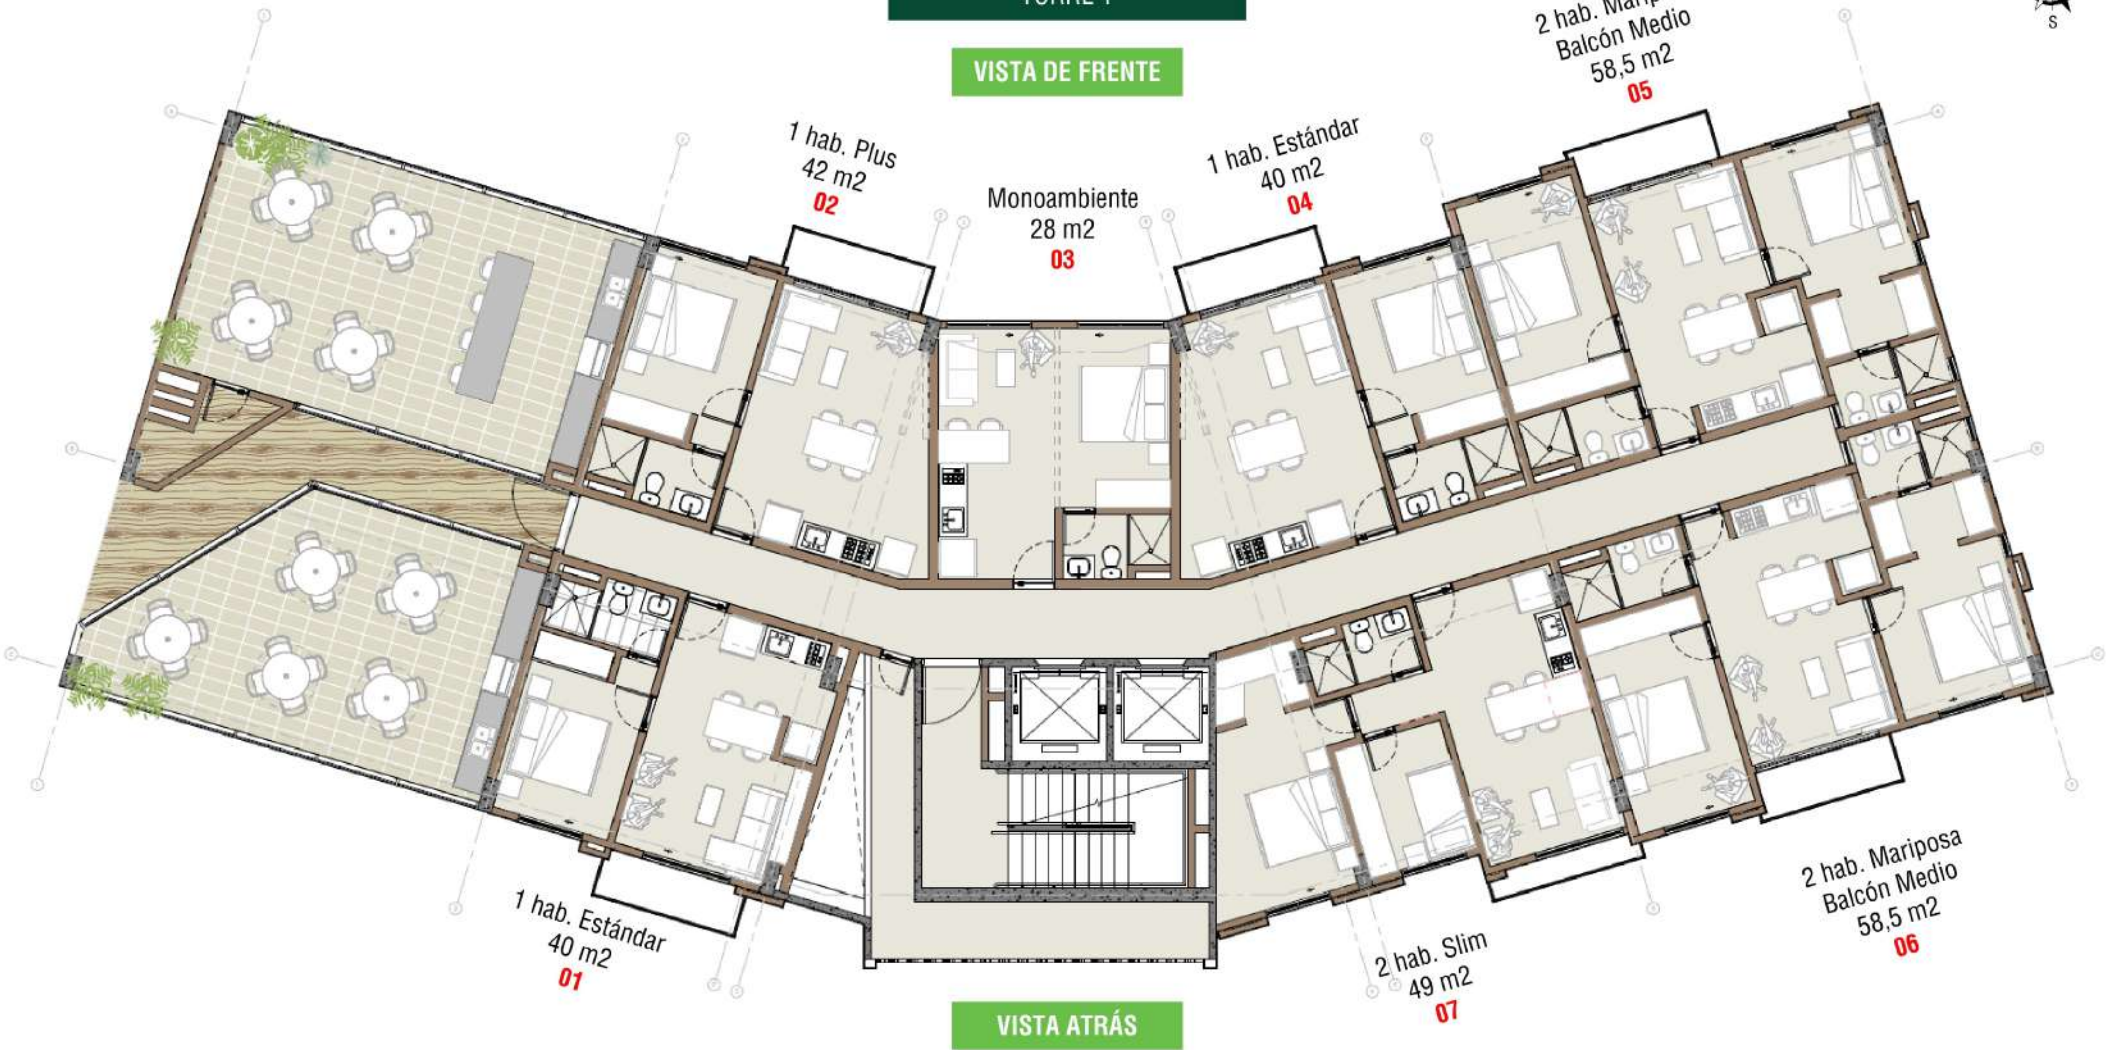 VISTA DE FRENTE
S
2 hab.
Balcón Medio
58,5 m2
05
1 hab. Plus
42 m2
02
Monoambiente
28 m2
03
1 hab. Estándar
40 m2
04
1 hab. Estándar
40 m2
01
2 hab. Slim
49 m2
07
2 hab. Mariposa
Balcón Medio
58,5 m2
06
VISTA ATRÁS